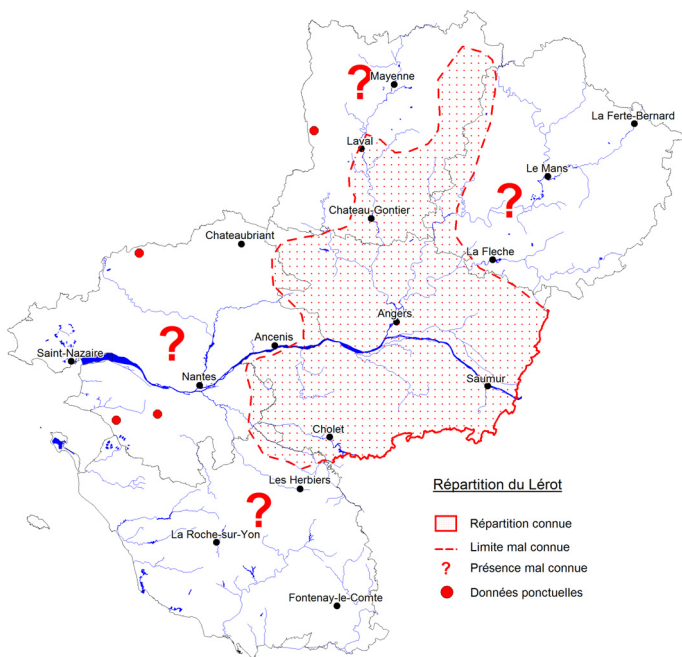 ?
Mayenne
La Ferte-Bernard
Laval
Le Mans
?
Chateau-Gontier
Chateaubriant
La Fleche
Angers
?
Ancenis
Saint-Nazaire
Nantes
Saumur
Cholet
Les Herbiers
?
La Roche-sur-Yon
Fontenay-le-Comte
Répartition du Lérot
Répartition connue
Limite mal connue
? Présence mal connue
Données ponctuelles